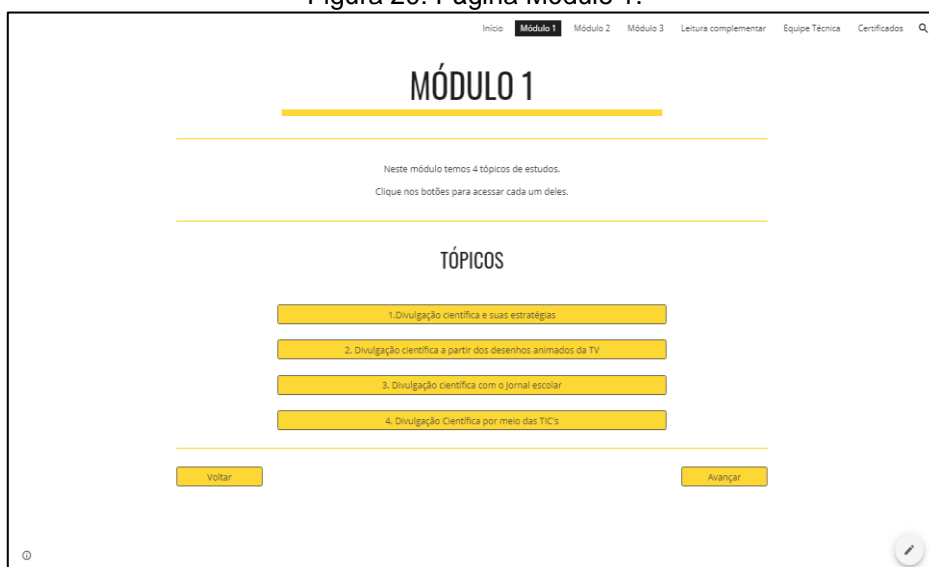 Figura 20: Página Módulo 1.
Início Módulo 1 Módulo 2 Módulo 3 Leitura complementar Equipe Técnica Certificados
MÓDULO 1
Neste módulo temos 4 tópicos de estudos.
Clique nos botões para acessar cada um deles.
TÓPICOS
1.Divulgação científica e suas estratégias
2. Divulgação científica a partir dos desenhos animados da TV
3. Divulgação científica com o Jornal escolar
4. Divulgação Científica por meio das TIC's
Voltar Avançar